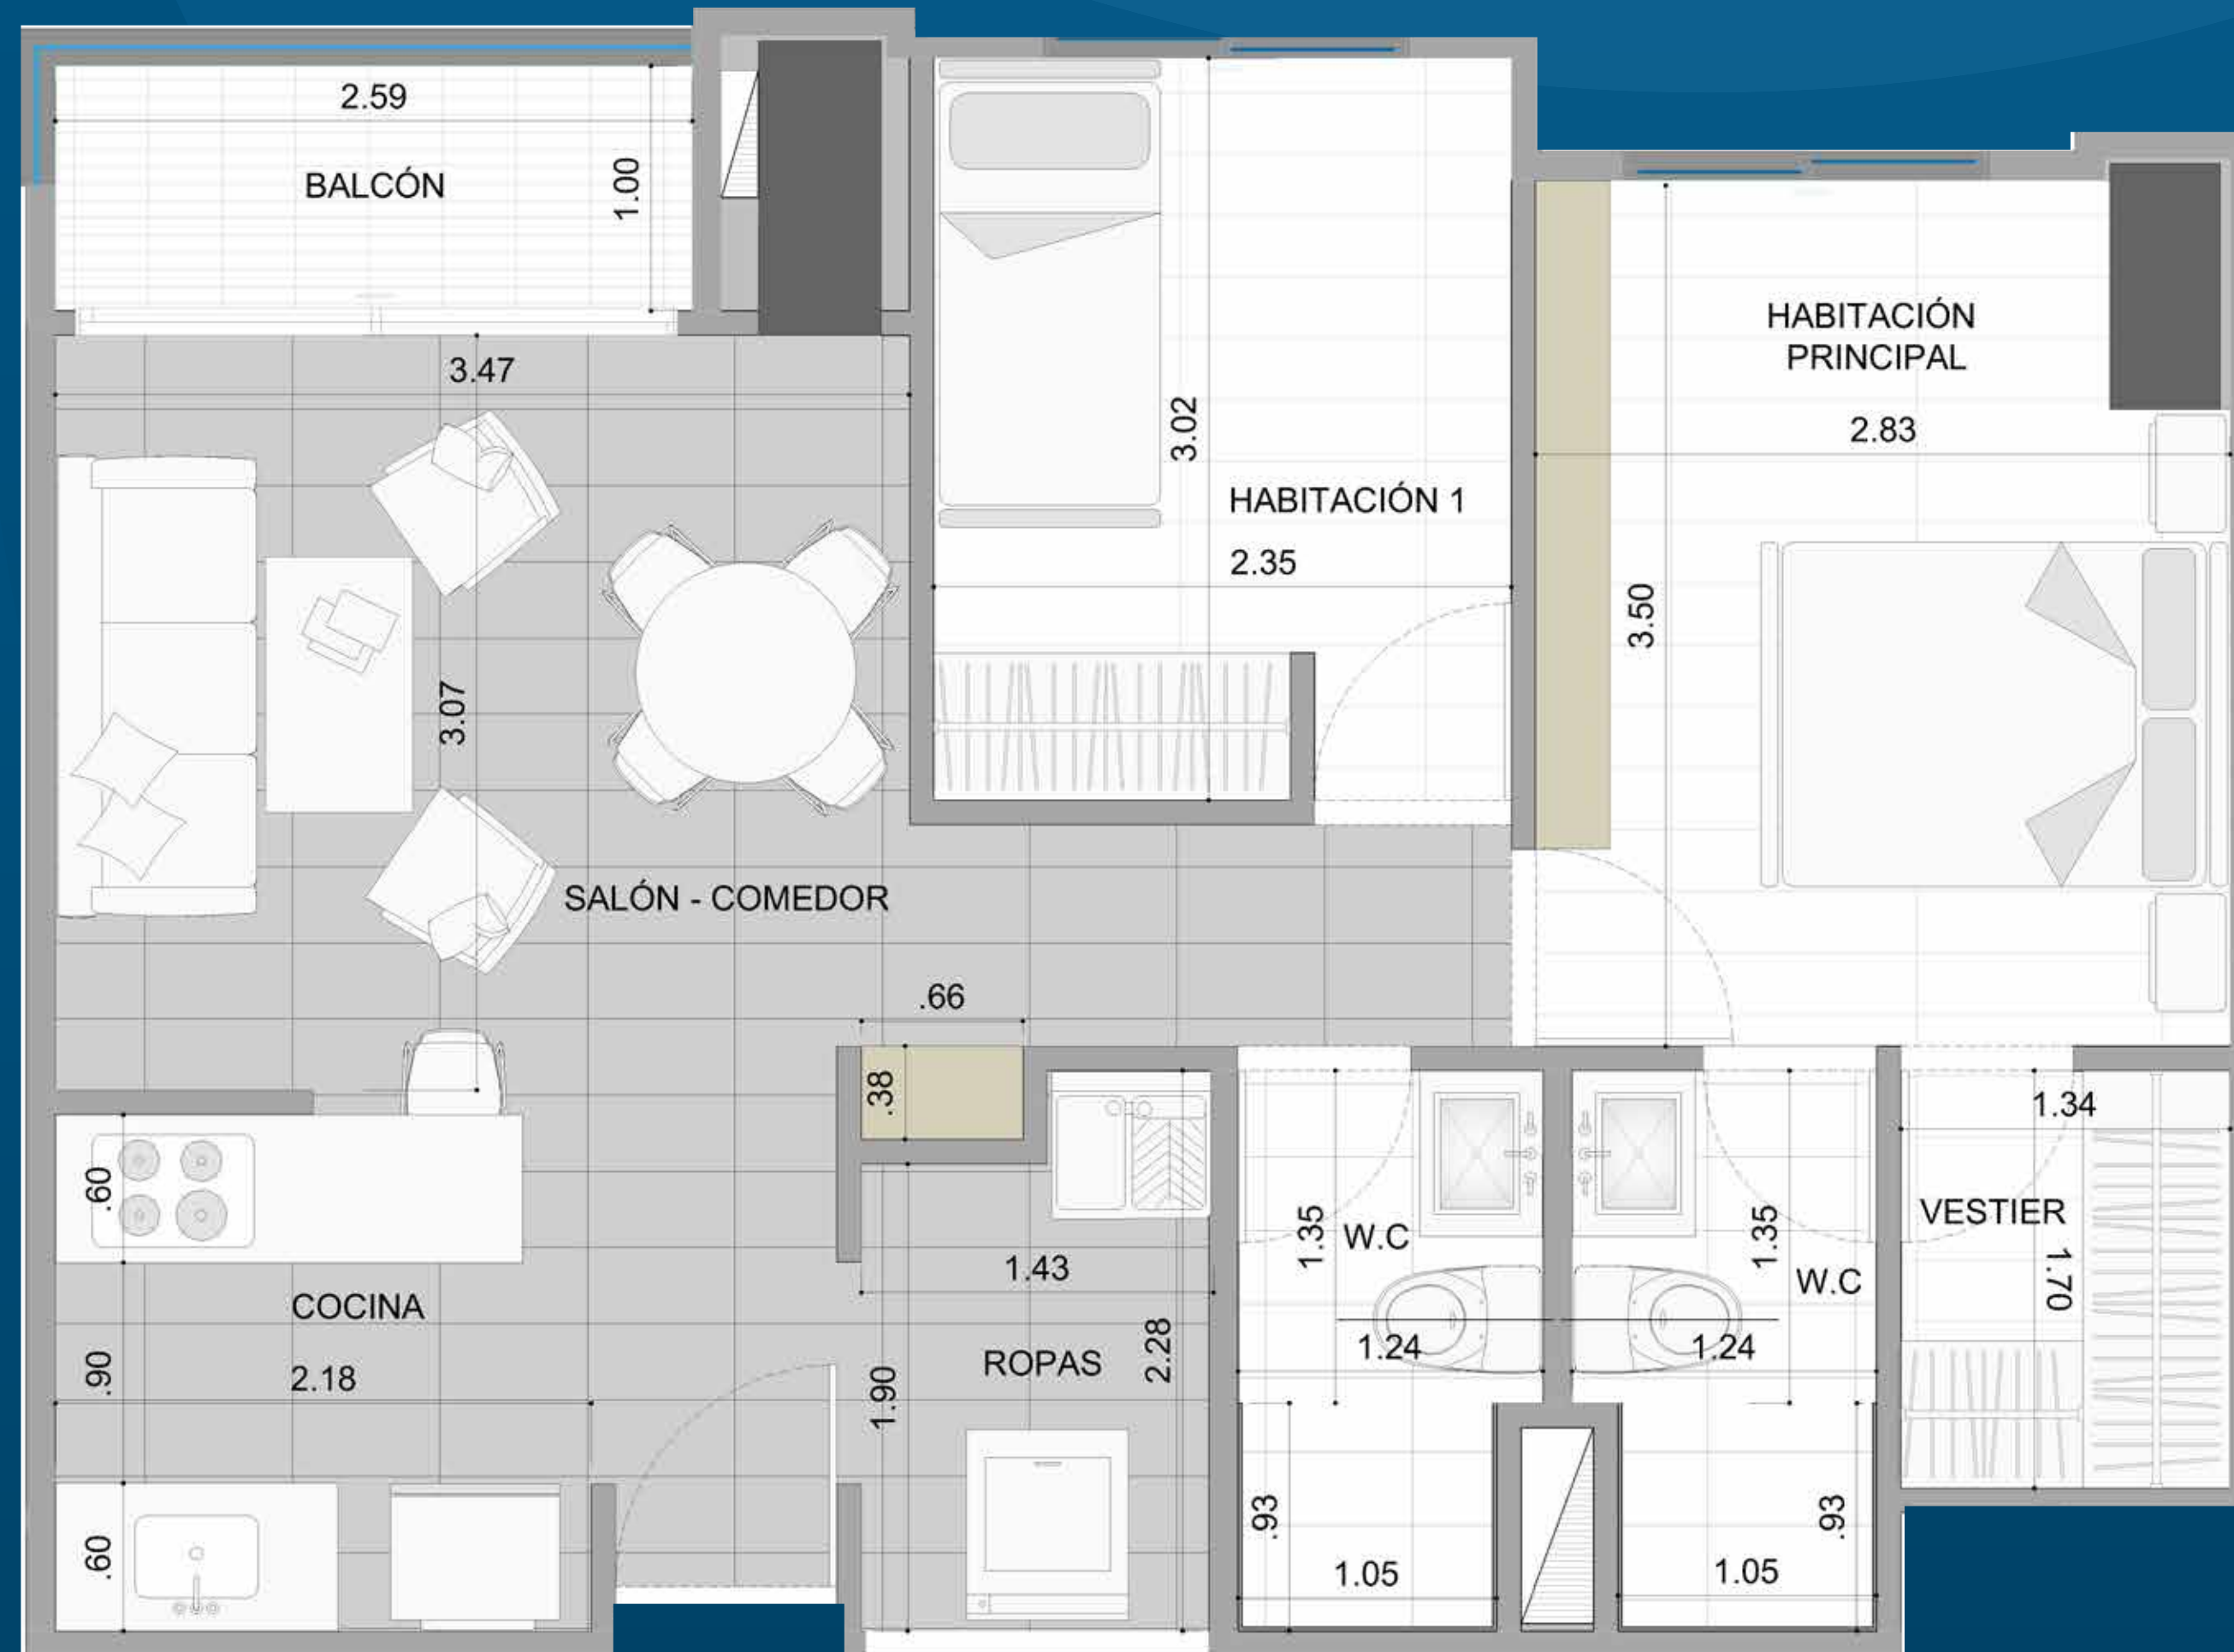 2.59
BALCÓN
1.00
3.47
3.07
3.02
HABITACIÓN 1
2.35
HABITACIÓN
PRINCIPAL
2.83
3.50
SALÓN - COMEDOR
.66
.38
.60
COCINA
.90
2.18
.60
1.43
ROPAS
2.28
1.90
1.35
W.C
1.24
.93
1.05
1.35
W.C
1.24
.93
1.05
1.34
VESTIER
1.70